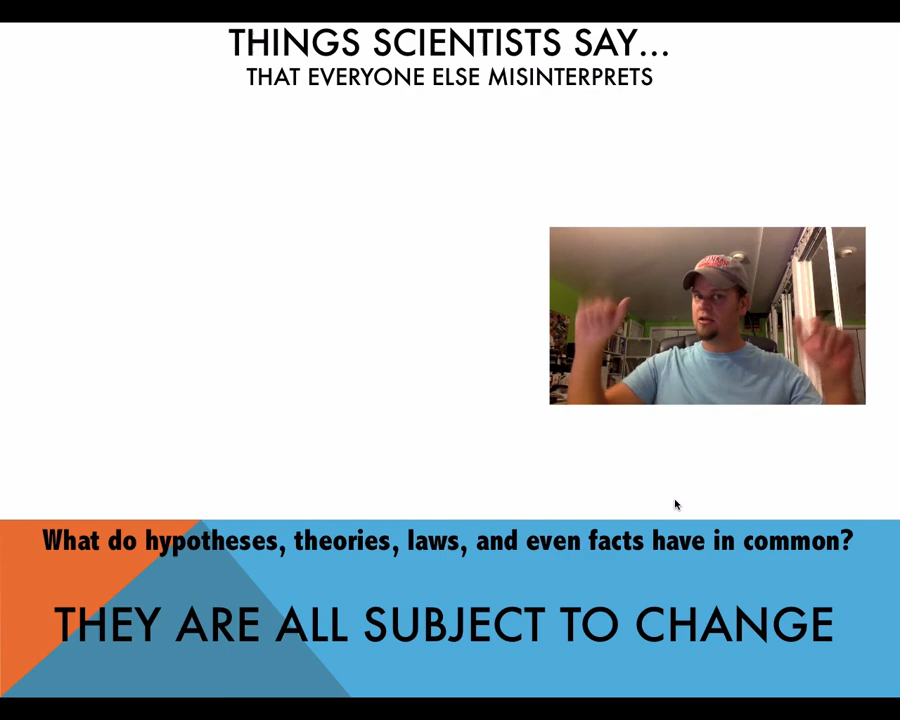 THINGS SCIENTISTS SAY...
THAT EVERYONE ELSE MISINTERPRETS
What do hypotheses, theories, laws, and even facts have in common?
THEY ARE ALL SUBJECT TO CHANGE